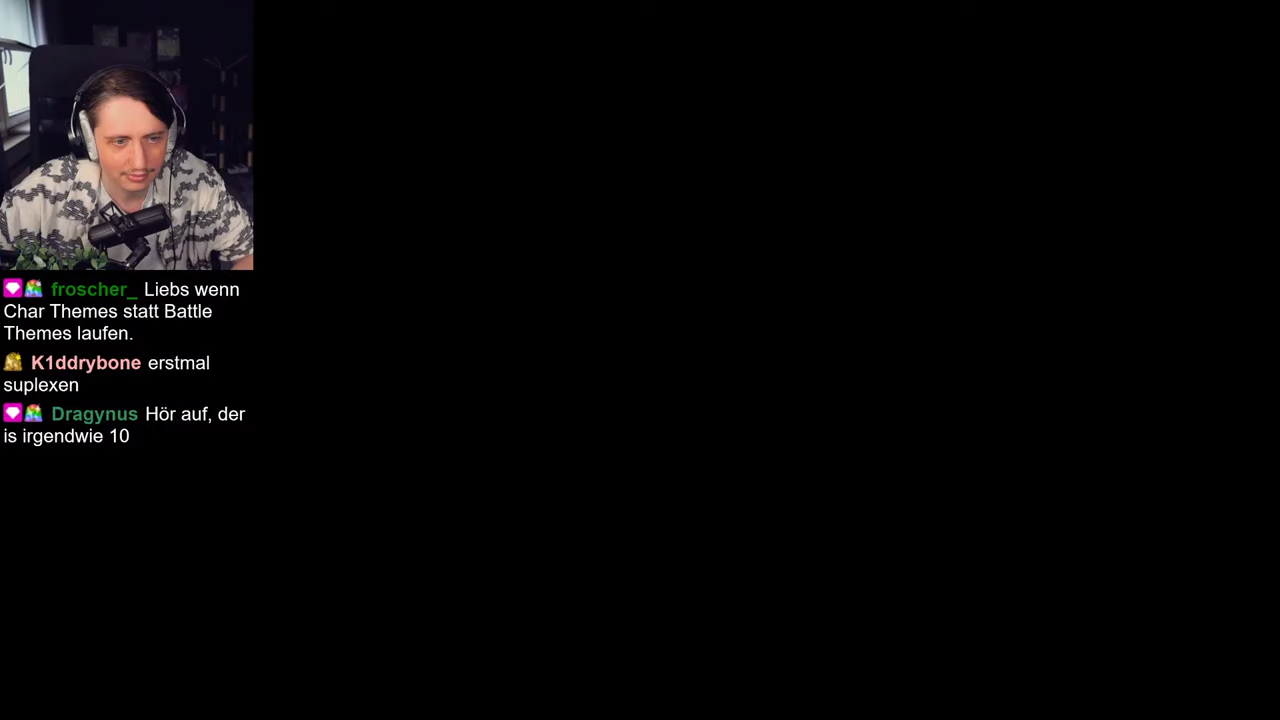 froscher_ Liebs wenn
Char Themes statt Battle
Themes laufen.
K1ddrybone erstmal
suplexen
Dragynus Hör auf, der
is irgendwie 10